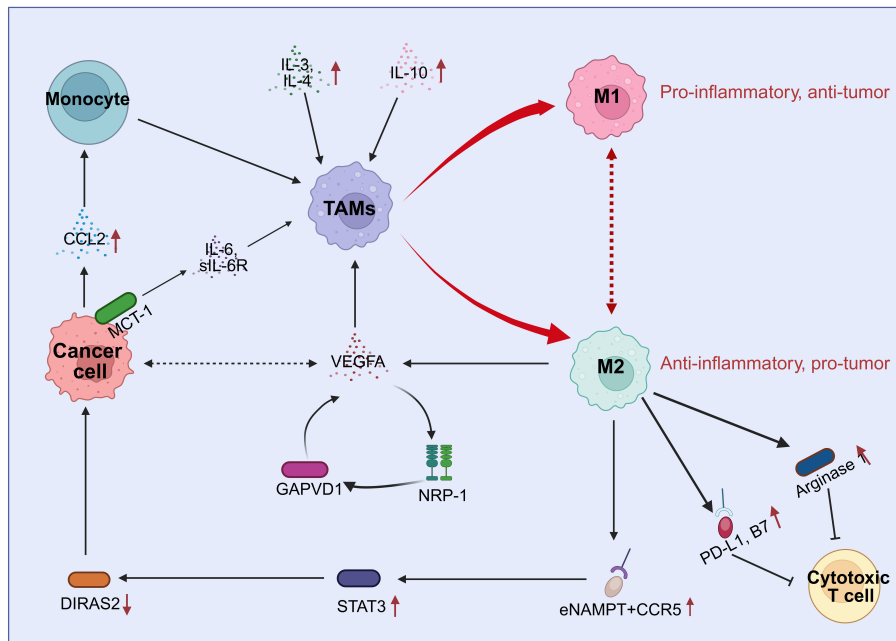 Monocyte
IL-3,
IL-4
IL-10
M1
Pro-inflammatory, anti-tumor
TAMs
CCL2
IL-6,
sIL-6R
MCT-1
Cancer
cell
VEGFA
M2
Anti-inflammatory, pro-tumor
GAPVD1
NRP-1
Arginase 1
PD-L1, B7
Cytotoxic
T cell
DIRAS2
STAT3
eNAMPT+CCR5